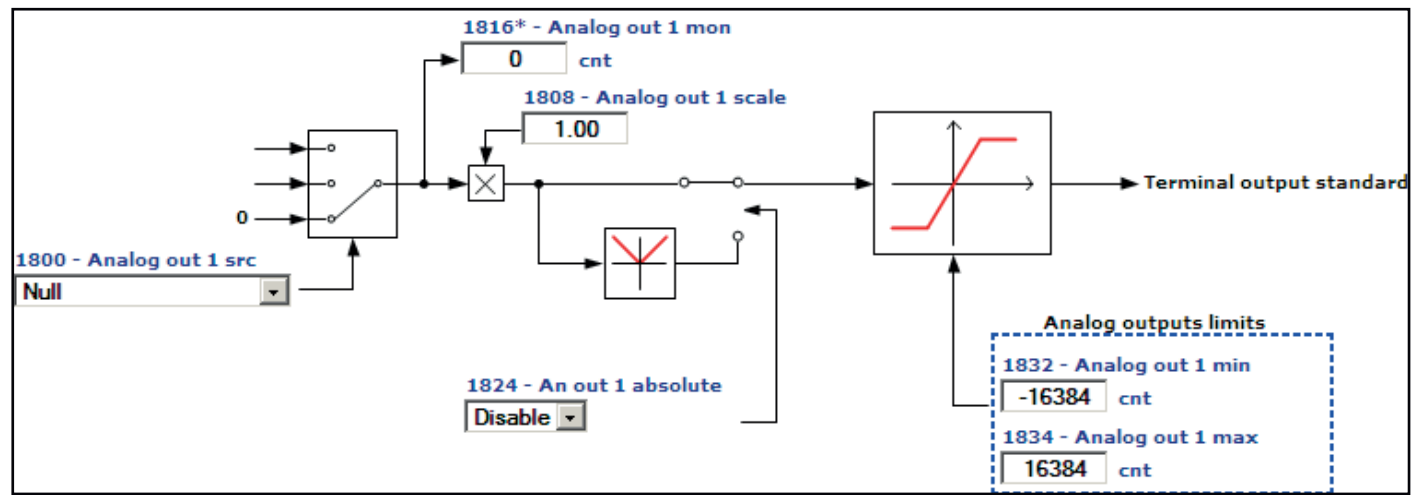 1816* - Analog out 1 mon
0 cnt
1808 - Analog out 1 scale
1.00
0
Terminal output standard
1800 - Analog out 1 src
Null
Analog outputs limits
1832 - Analog out 1 min
-16384 cnt
1824 - An out 1 absolute
Disable
1834 - Analog out 1 max
16384 cnt